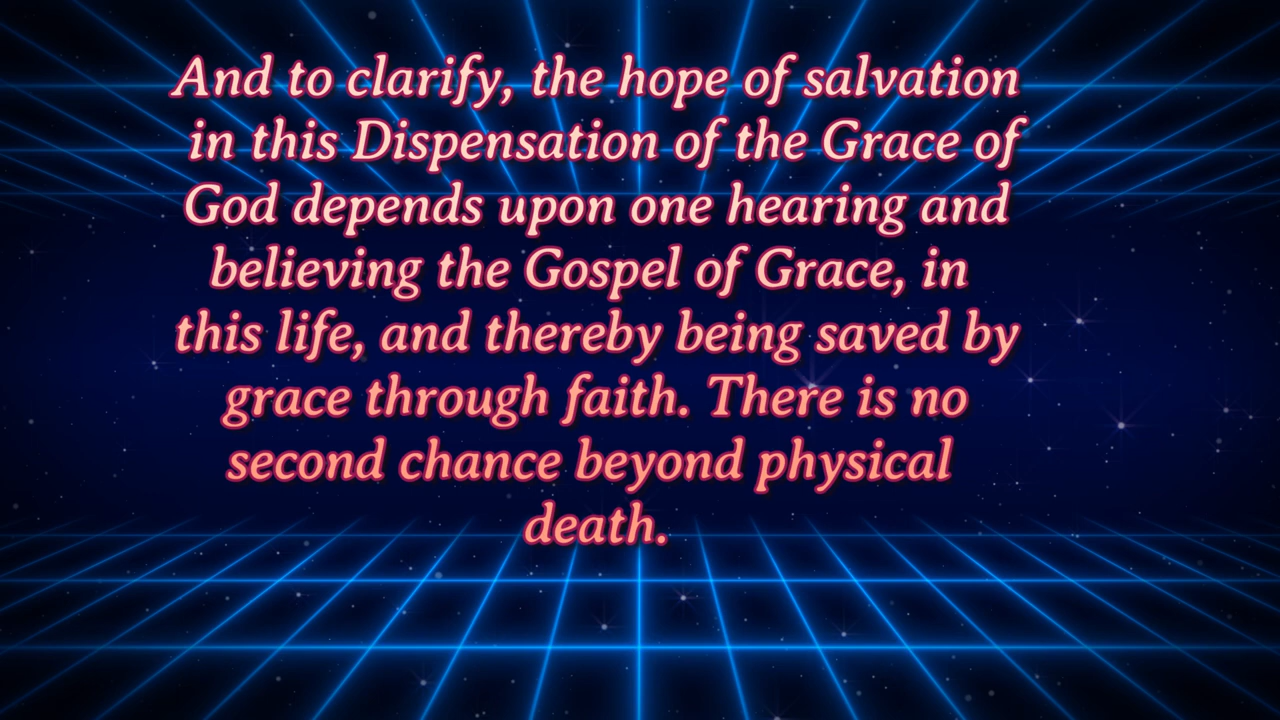 And to clarify, the hope of salvation
in this Dispensation of the Grace of
God depends upon one hearing and
believing the Gospel of Grace, in
this life, and thereby being saved by
grace through faith. There is no
second chance beyond physical
death.